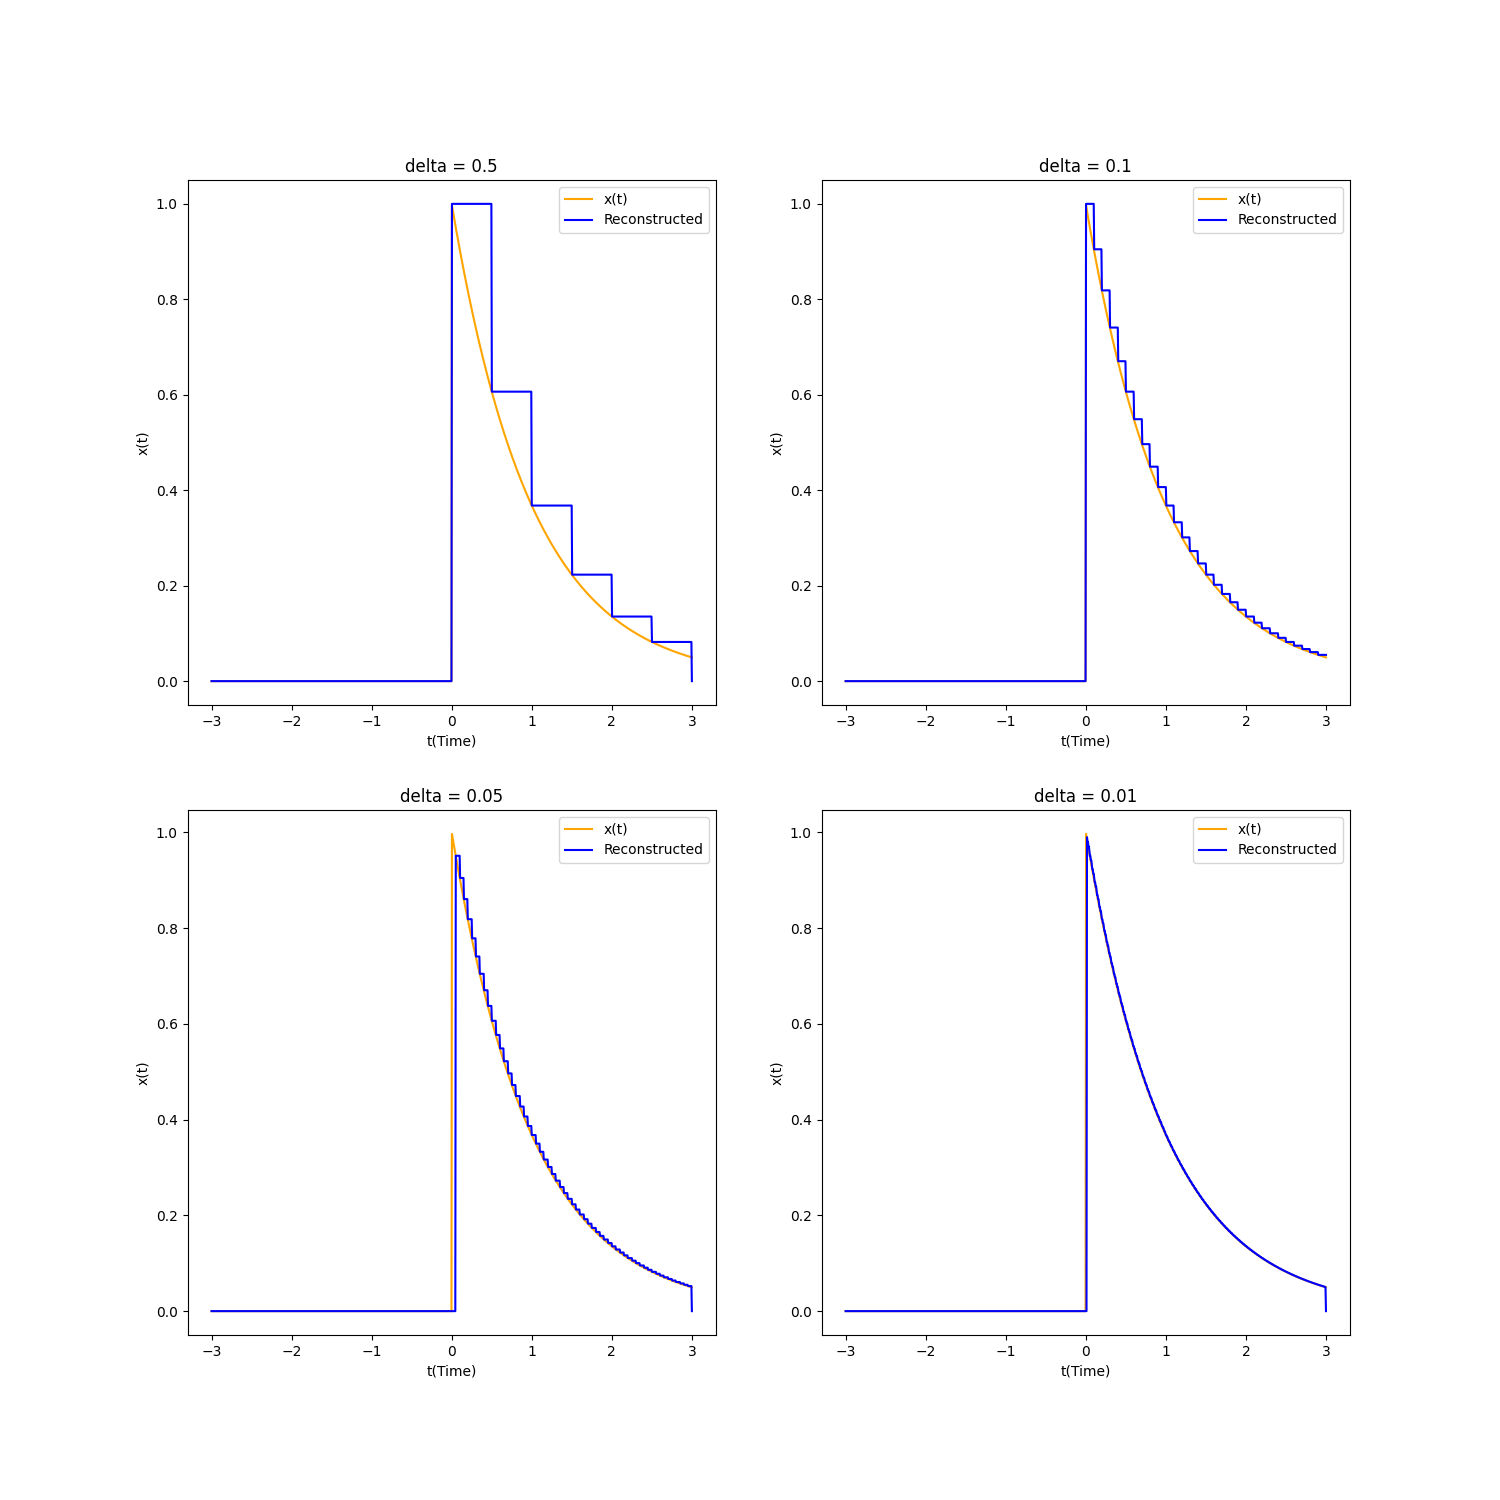 delta = 0.5
x(t)
Reconstructed
1.0
0.8
0.6
0.4
0.2
0.0
x(t)
−3 −2 −1 0 1 2 3
t(Time)
delta = 0.1
x(t)
Reconstructed
1.0
0.8
0.6
0.4
0.2
0.0
x(t)
−3 −2 −1 0 1 2 3
t(Time)
delta = 0.05
x(t)
Reconstructed
1.0
0.8
0.6
0.4
0.2
0.0
x(t)
−3 −2 −1 0 1 2 3
t(Time)
delta = 0.01
x(t)
Reconstructed
1.0
0.8
0.6
0.4
0.2
0.0
x(t)
−3 −2 −1 0 1 2 3
t(Time)